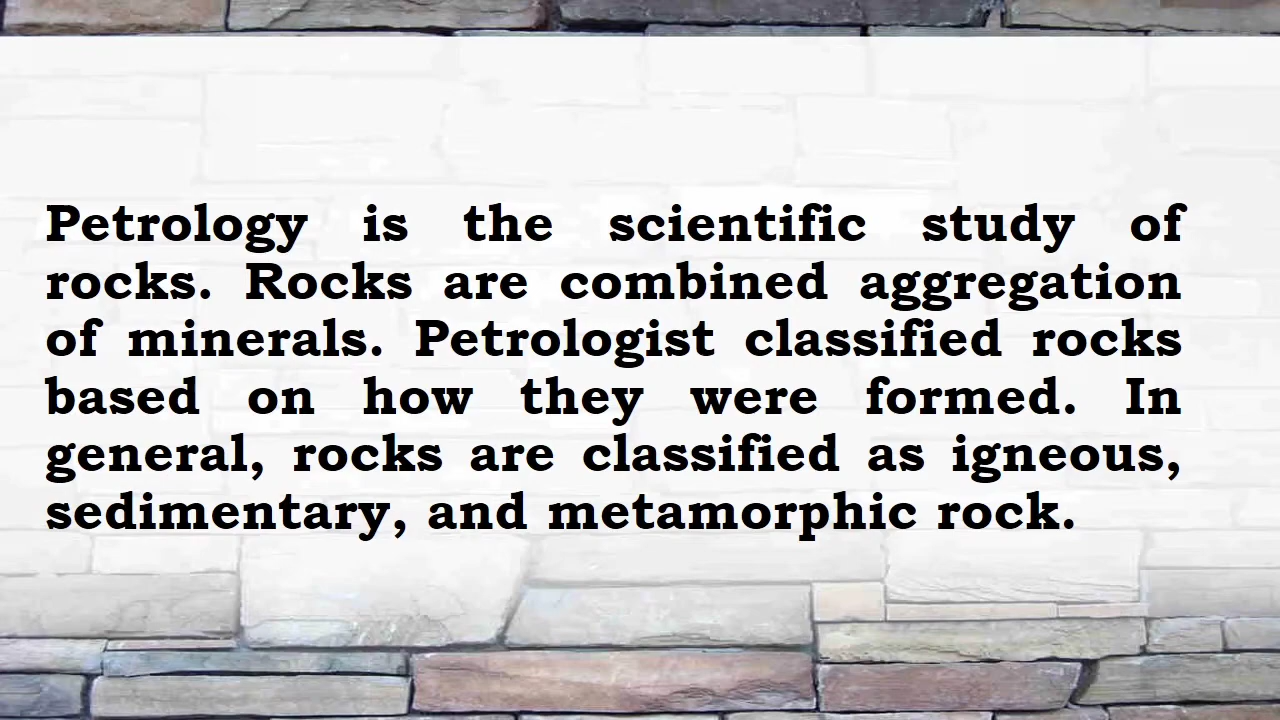 Petrology is the scientific study of
rocks. Rocks are combined aggregation
of minerals. Petrologist classified rocks
based on how they were formed. In
general, rocks are classified as igneous,
sedimentary, and metamorphic rock.